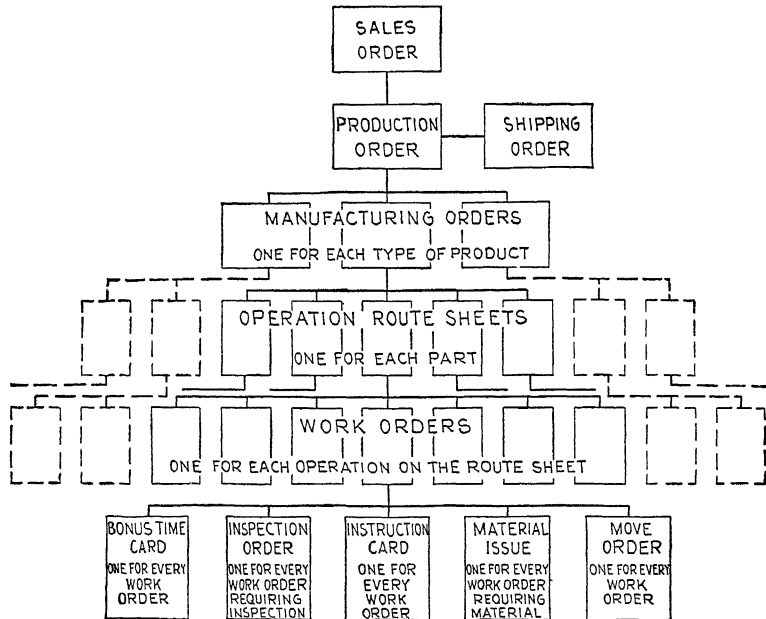 SALES
ORDER
PRODUCTION
ORDER
SHIPPING
ORDER
MANUFACTURING ORDERS
ONE FOR EACH TYPE OF PRODUCT
OPERATION ROUTE SHEETS
ONE FOR EACH PART
WORK ORDERS
ONE FOR EACH OPERATION ON THE ROUTE SHEET
BONUS TIME
CARD
ONE FOR EVERY
WORK
ORDER
INSPECTION
ORDER
ONE FOR EVERY
WORK ORDER
REQUIRING
INSPECTION
INSTRUCTION
CARD
ONE FOR
EVERY
WORK
ORDER
MATERIAL
ISSUE
ONE FOR EVERY
WORK ORDER
REQUIRING
MATERIAL
MOVE
ORDER
ONE FOR EVERY
WORK
ORDER